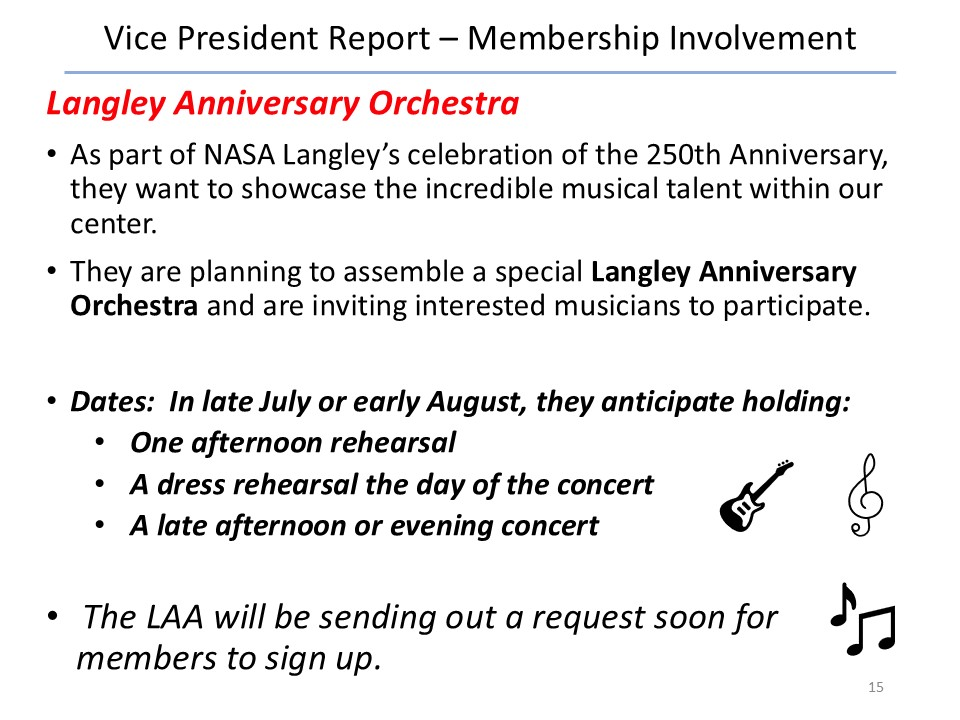 Vice President Report – Membership Involvement
Langley Anniversary Orchestra
• As part of NASA Langley’s celebration of the 250th Anniversary,
they want to showcase the incredible musical talent within our
center.
• They are planning to assemble a special Langley Anniversary
Orchestra and are inviting interested musicians to participate.
• Dates:  In late July or early August, they anticipate holding:
• One afternoon rehearsal
• A dress rehearsal the day of the concert
• A late afternoon or evening concert
• The LAA will be sending out a request soon for
members to sign up.
15